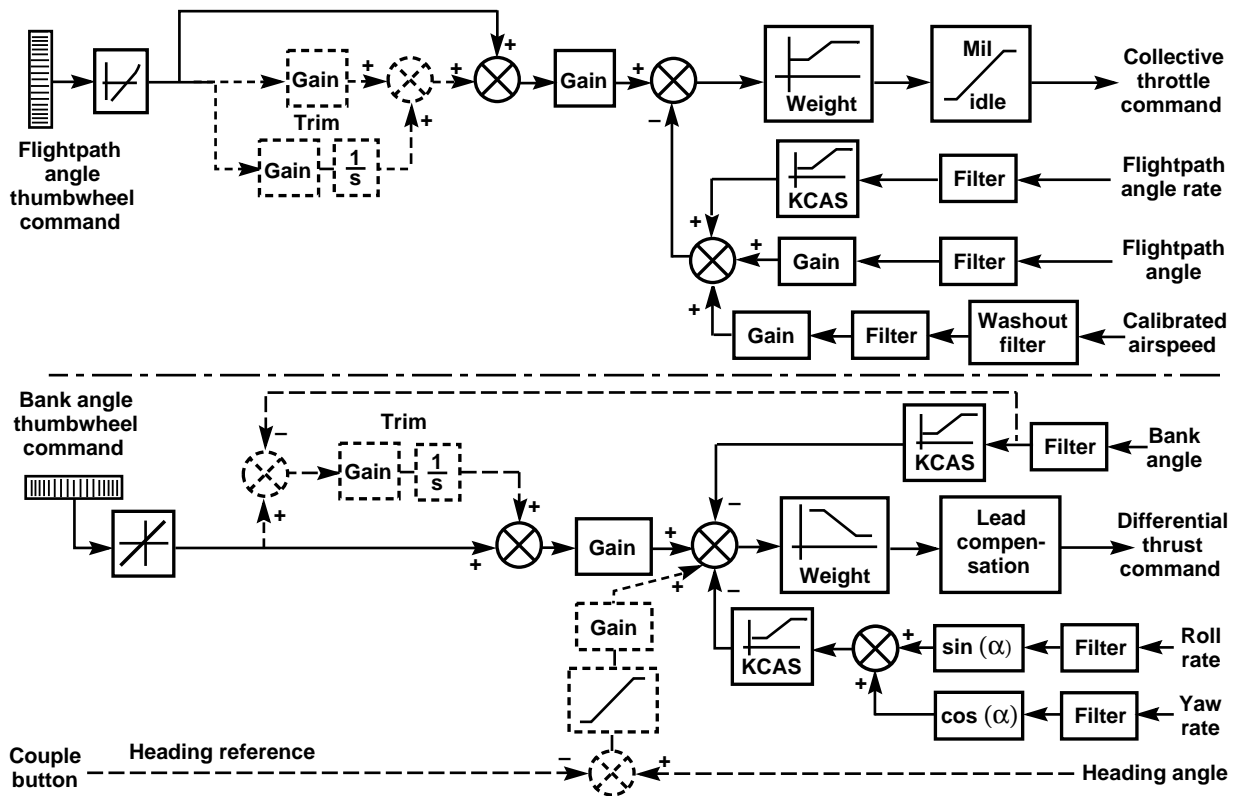 Flightpath
angle
thumbwheel
command
Gain
+
+
+
+
+
Trim
Gain
1
s
Gain
+
−
Weight
Mil
idle
Collective
throttle
command
KCAS
Filter
Flightpath
angle rate
+
+
Gain
Filter
Flightpath
angle
+
Gain
Filter
Washout
filter
Calibrated
airspeed
Bank angle
thumbwheel
command
−
Trim
Gain
1
s
+
+
+
Gain
+
−
+
−
KCAS
Filter
Bank
angle
Weight
Lead
compen-
sation
Differential
thrust
command
Gain
KCAS
+
+
sin (α)
Filter
Roll
rate
cos (α)
Filter
Yaw
rate
Couple
button
Heading reference
−
+
Heading angle